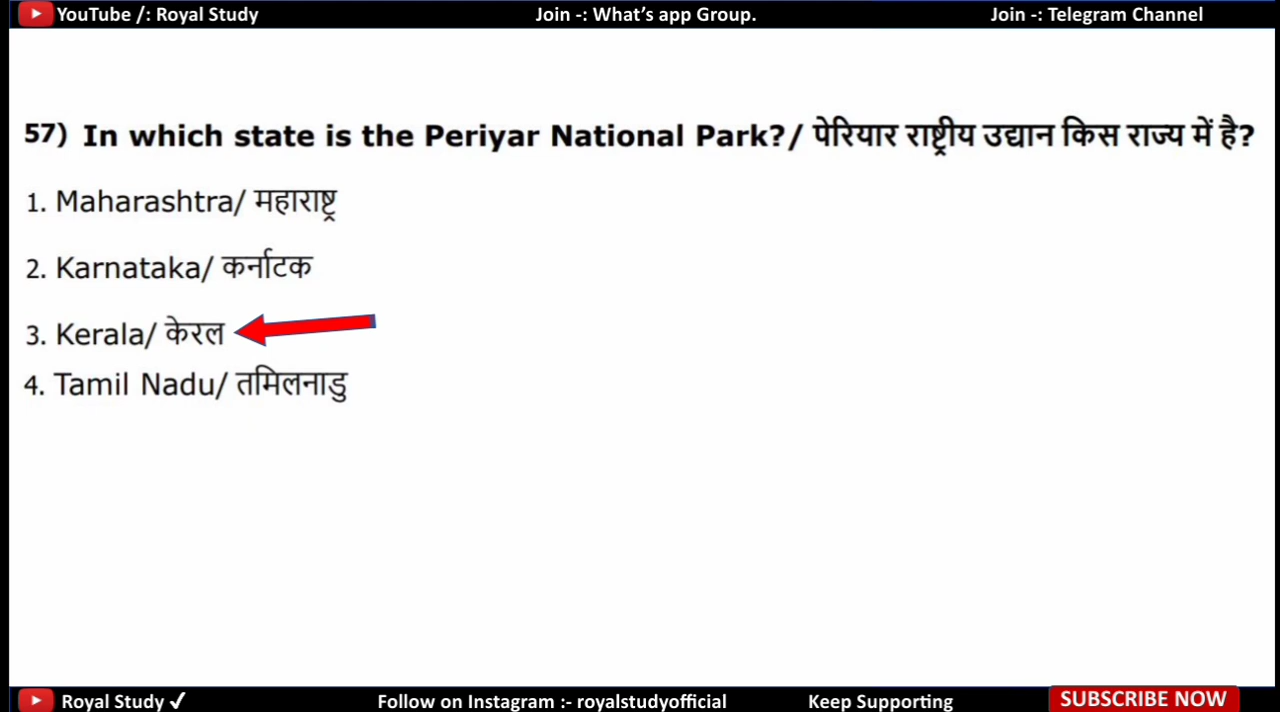 YouTube /: Royal Study Join -: What’s app Group. Join -: Telegram Channel
57) In which state is the Periyar National Park?/ पेरियार राष्ट्रीय उद्यान किस राज्य में है?
1. Maharashtra/ महाराष्ट्र
2. Karnataka/ कर्नाटक
3. Kerala/ केरल
4. Tamil Nadu/ तमिलनाडु
Royal Study ✓ Follow on Instagram :- royalstudyofficial Keep Supporting SUBSCRIBE NOW